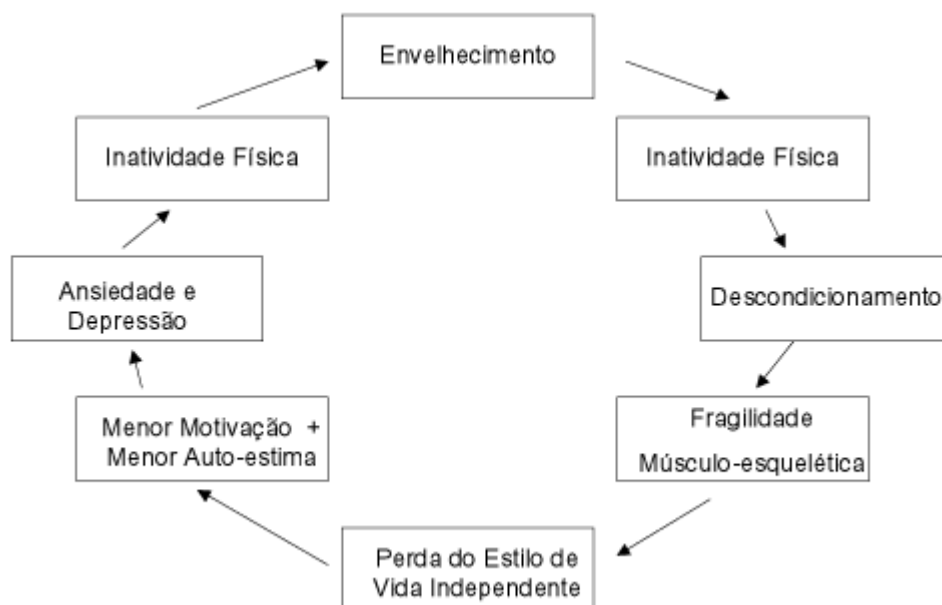 Envelhecimento
Inatividade Física
Descondicionamento
Fragilidade
Músculo-esquelética
Perda do Estilo de
Vida Independente
Menor Motivação +
Menor Auto-estima
Ansiedade e
Depressão
Inatividade Física